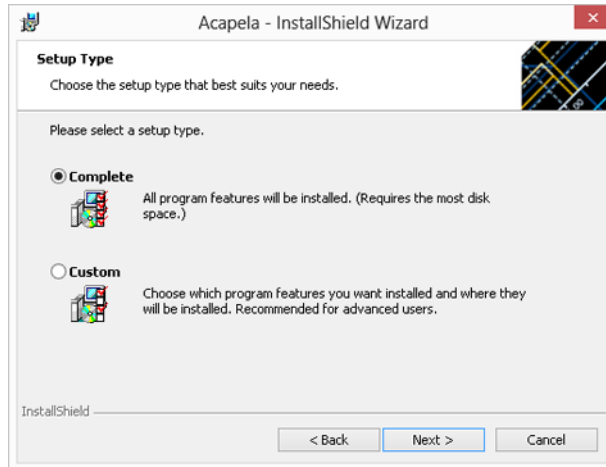 Acapela - InstallShield Wizard
Setup Type
Choose the setup type that best suits your needs.
Please select a setup type.
Complete
All program features will be installed. (Requires the most disk
space.)
Custom
Choose which program features you want installed and where they
will be installed. Recommended for advanced users.
InstallShield
< Back
Next >
Cancel